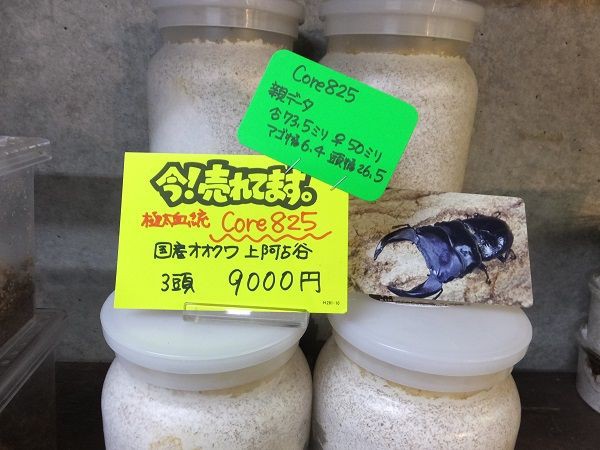 Core825
親データ
♂73.5ミリ ♀50ミリ
アゴ幅6.4 頭幅26.5
今!売れてます。
極太血統 Core825
国産オオクワ 上阿古谷
3頭 9000円